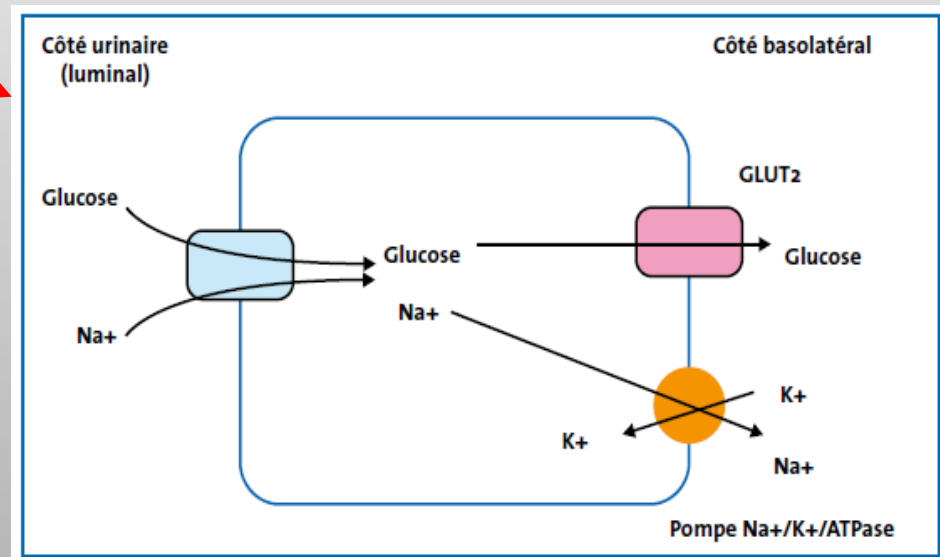 Côté urinaire
(luminal)
Côté basolatéral
GLUT2
Glucose
Glucose
Glucose
Na+
Na+
K+
K+
Na+
Pompe Na+/K+/ATPase